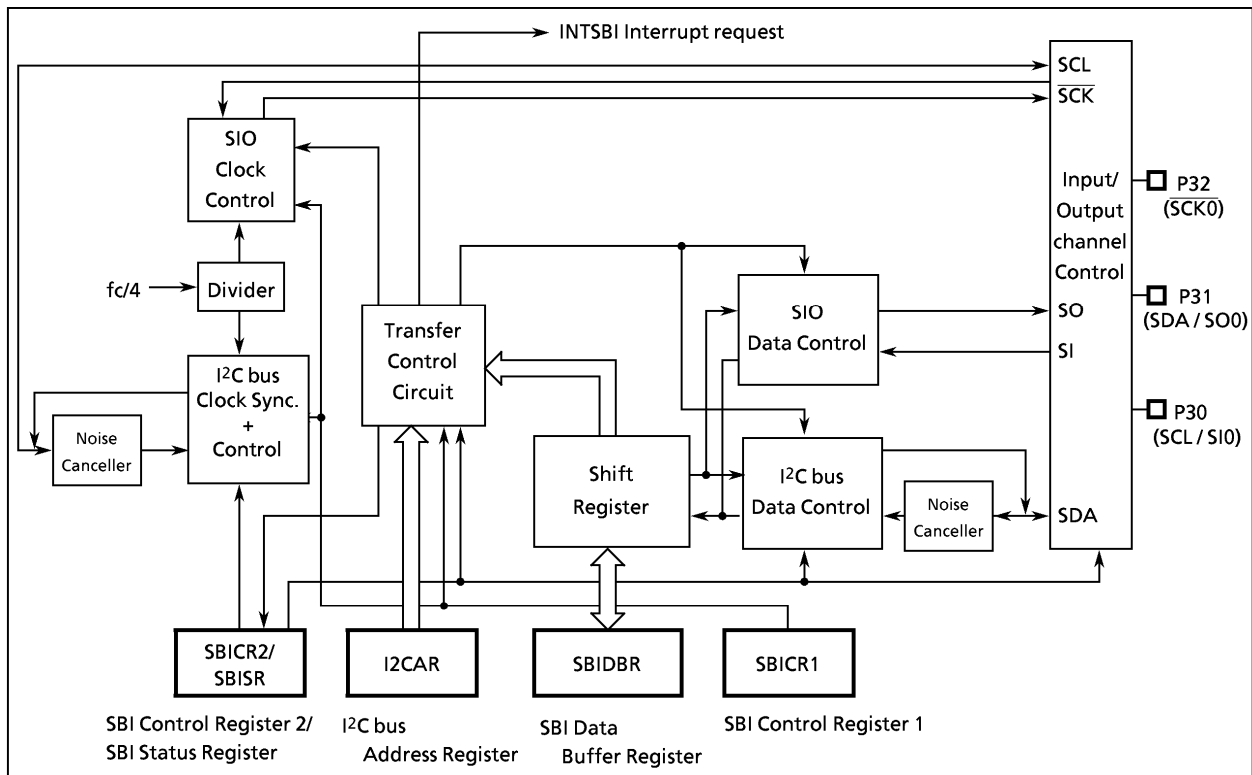 INTSBI Interrupt request
SCL
SCK
SIO
Clock
Control
Input/
Output
channel
Control
P32
(SCK0)
fc/4
Divider
SIO
Data Control
SO
SI
P31
(SDA / SO0)
Transfer
Control
Circuit
I²C bus
Clock Sync.
+
Control
Noise
Canceller
P30
(SCL / SI0)
Shift
Register
I²C bus
Data Control
Noise
Canceller
SDA
SBICR2/
SBISR
I2CAR
SBIDBR
SBICR1
SBI Control Register 2/
SBI Status Register
I²C bus
Address Register
SBI Data
Buffer Register
SBI Control Register 1